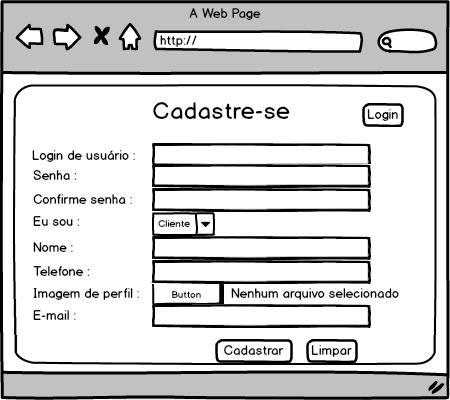 A Web Page
http://
Cadastre-se
Login
Login de usuário :
Senha :
Confirme senha :
Eu sou :
Cliente
Nome :
Telefone :
Imagem de perfil :
Button
Nenhum arquivo selecionado
E-mail :
Cadastrar
Limpar